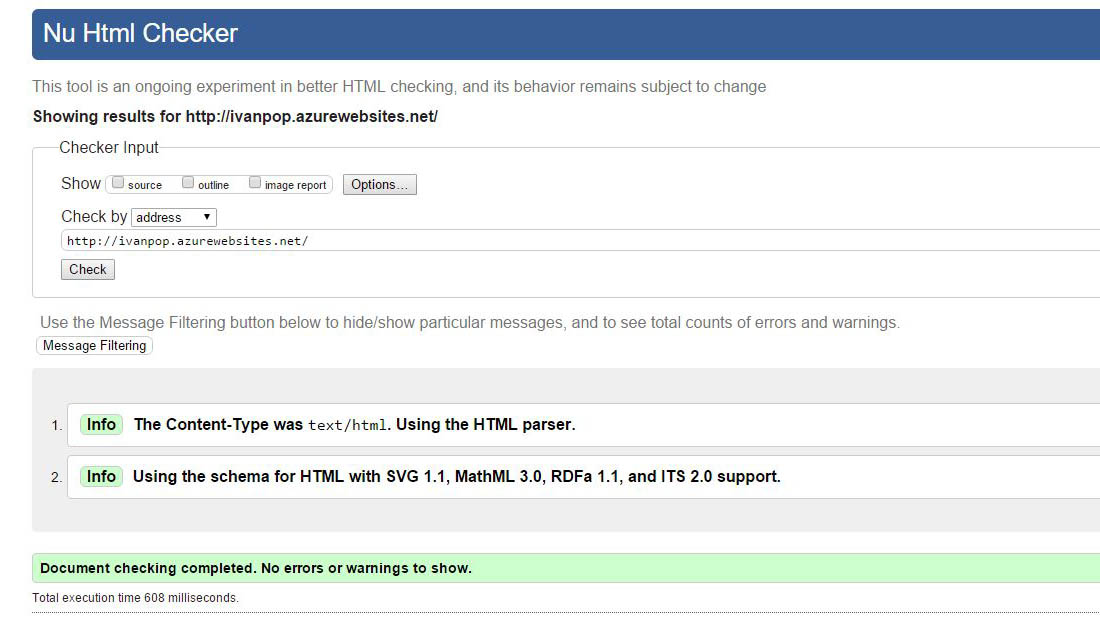 Nu Html Checker
This tool is an ongoing experiment in better HTML checking, and its behavior remains subject to change
Showing results for http://ivanpop.azurewebsites.net/
Checker Input
Show source outline image report Options...
Check by address
http://ivanpop.azurewebsites.net/
Check
Use the Message Filtering button below to hide/show particular messages, and to see total counts of errors and warnings.
Message Filtering
1. Info The Content-Type was text/html. Using the HTML parser.
2. Info Using the schema for HTML with SVG 1.1, MathML 3.0, RDFa 1.1, and ITS 2.0 support.
Document checking completed. No errors or warnings to show.
Total execution time 608 milliseconds.